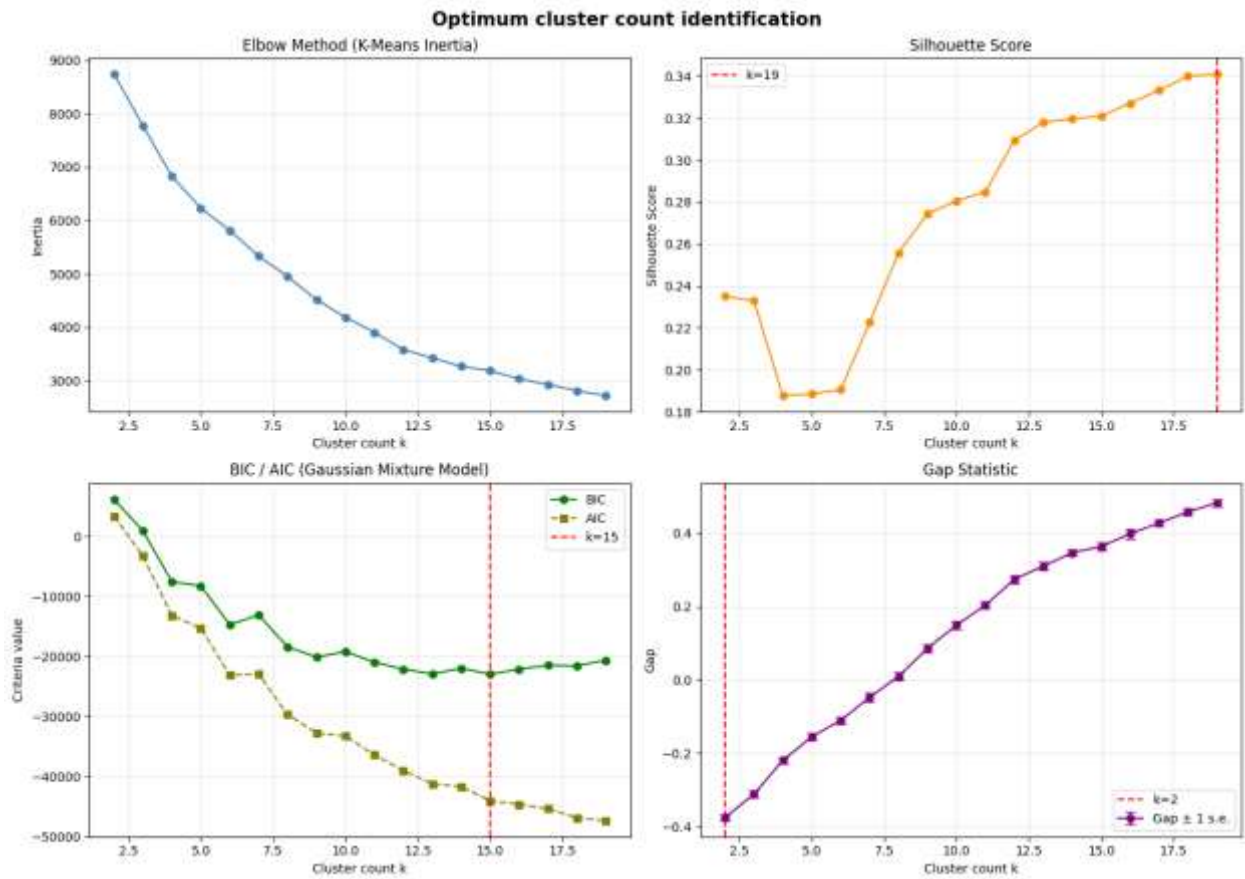 Optimum cluster count identification
Elbow Method (K-Means Inertia)
9000
8000
7000
6000
5000
4000
3000
Inertia
2.5 5.0 7.5 10.0 12.5 15.0 17.5
Cluster count k
Silhouette Score
k=19
0.34
0.32
0.30
0.28
0.26
0.24
0.22
0.20
0.18
Silhouette Score
2.5 5.0 7.5 10.0 12.5 15.0 17.5
Cluster count k
BIC / AIC (Gaussian Mixture Model)
BIC
AIC
k=15
0
−10000
−20000
−30000
−40000
−50000
Criteria value
2.5 5.0 7.5 10.0 12.5 15.0 17.5
Cluster count k
Gap Statistic
0.4
0.2
0.0
−0.2
−0.4
Gap
k=2
Gap ± 1 s.e.
2.5 5.0 7.5 10.0 12.5 15.0 17.5
Cluster count k